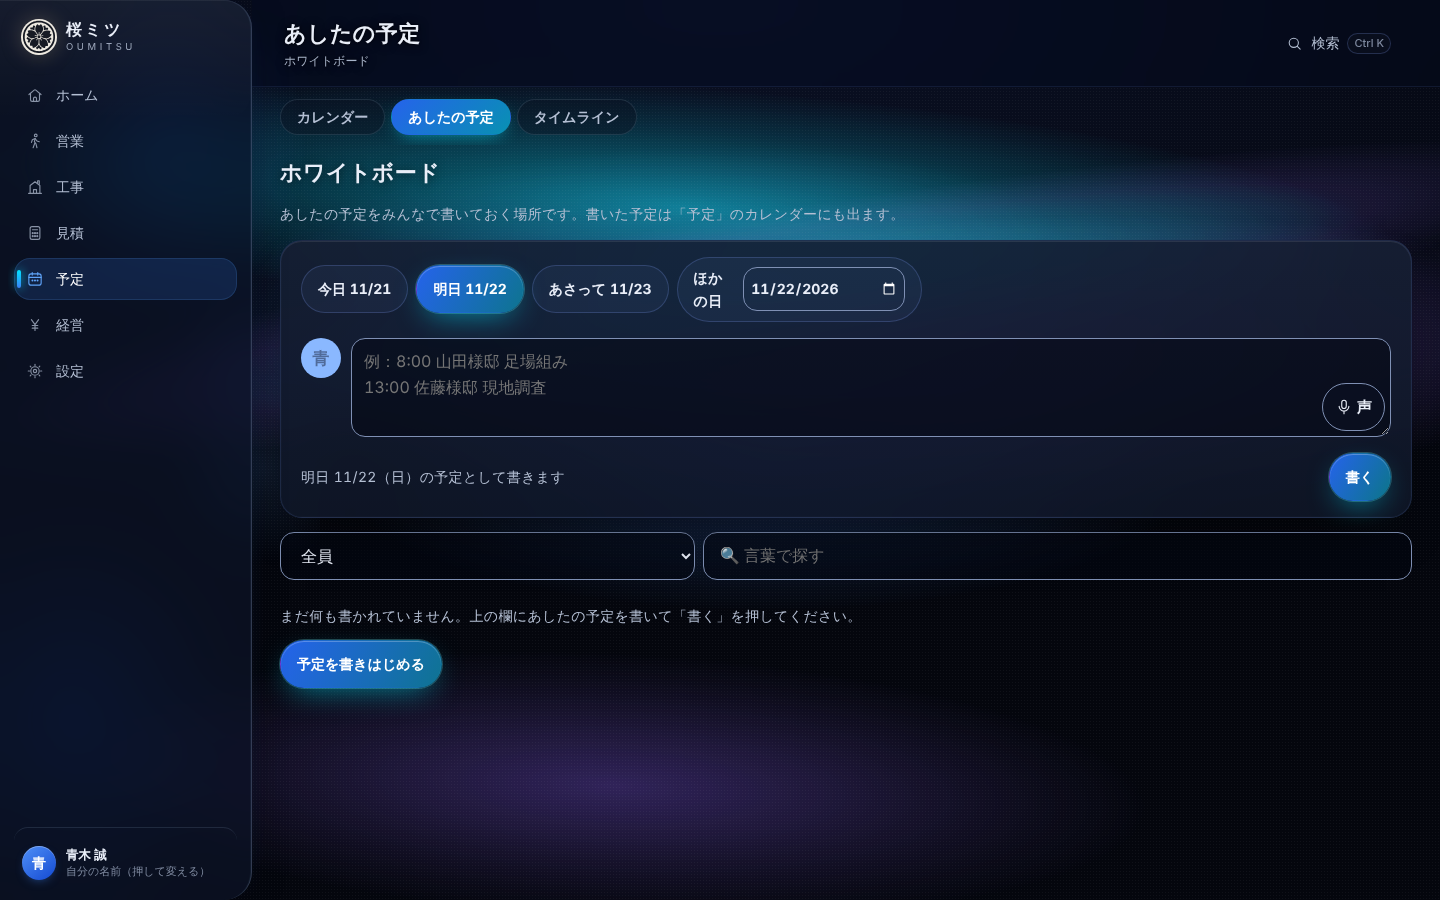 桜ミツ
OUMITSU
ホーム
営業
工事
見積
予定
経営
設定
青
青木 誠
自分の名前（押して変える）
あしたの予定
ホワイトボード
検索 Ctrl K
カレンダー あしたの予定 タイムライン
ホワイトボード
あしたの予定をみんなで書いておく場所です。書いた予定は「予定」のカレンダーにも出ます。
今日 11/21 明日 11/22 あさって 11/23 ほか
の日 11/22/2026
青
例：8:00 山田様邸 足場組み
13:00 佐藤様邸 現地調査
声
明日 11/22（日）の予定として書きます
書く
全員
言葉で探す
まだ何も書かれていません。上の欄にあしたの予定を書いて「書く」を押してください。
予定を書きはじめる